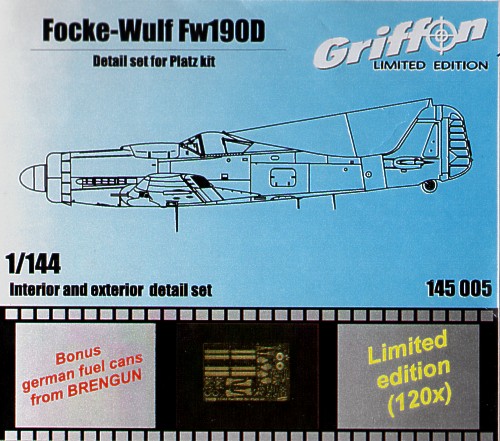 Focke-Wulf Fw190D
Detail set for Platz kit
Griffon
LIMITED EDITION
1/144
Interior and exterior detail set
145 005
Bonus
german fuel cans
from BRENGUN
Limited
edition
(120x)